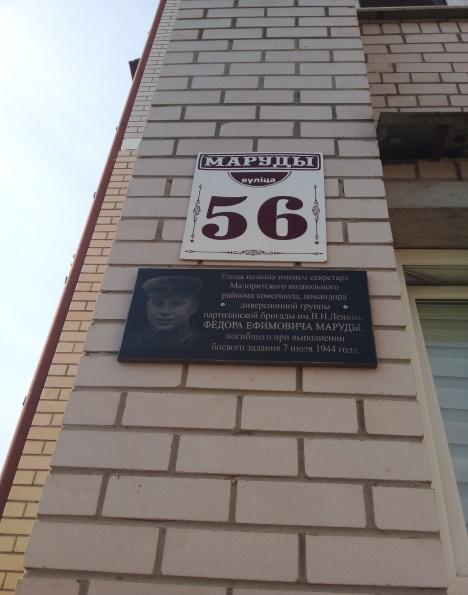 МАРУДЫ
вуліца
56
Улица названа именем секретаря
Малоритского подпольного
райкома комсомола, командира
диверсионной группы
партизанской бригады им.В.И.Ленина,
ФЁДОРА ЕФИМОВИЧА МАРУДЫ,
погибшего при выполнении
боевого задания 7 июля 1944 года.